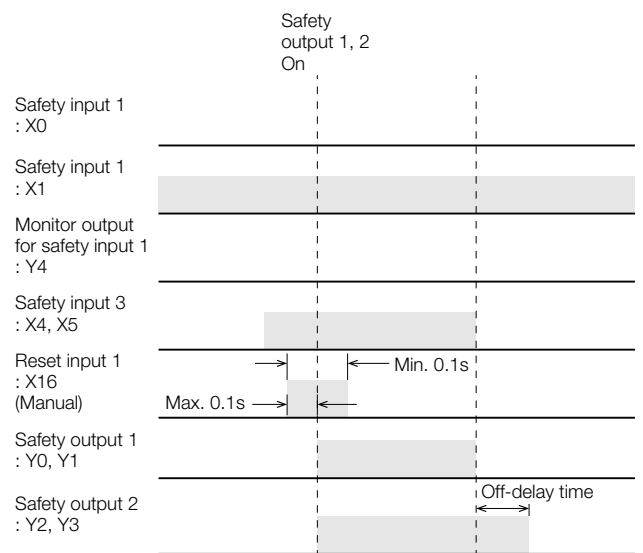 Safety
output 1, 2
On
Safety input 1
: X0
Safety input 1
: X1
Monitor output
for safety input 1
: Y4
Safety input 3
: X4, X5
Reset input 1
: X16
(Manual)
Min. 0.1s
Max. 0.1s
Safety output 1
: Y0, Y1
Safety output 2
: Y2, Y3
Off-delay time